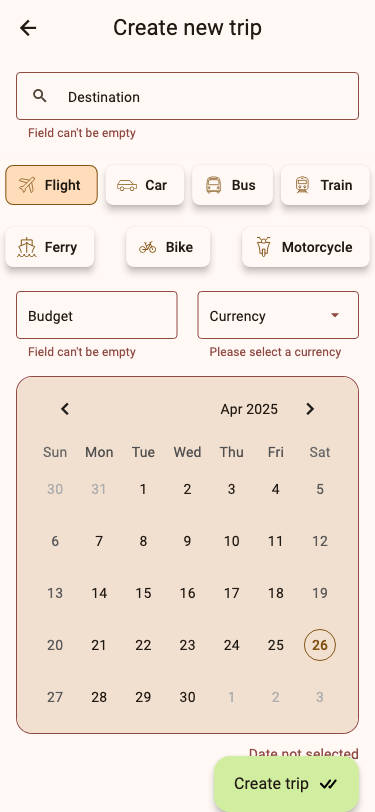 Create new trip
Destination
Field can't be empty
Flight Car Bus Train
Ferry Bike Motorcycle
Budget Currency
Field can't be empty Please select a currency
Apr 2025
Sun Mon Tue Wed Thu Fri Sat
30 31 1 2 3 4 5
6 7 8 9 10 11 12
13 14 15 16 17 18 19
20 21 22 23 24 25 26
27 28 29 30 1 2 3
Date not selected
Create trip